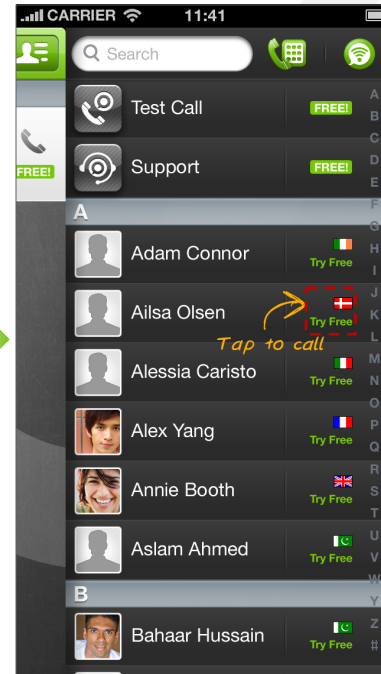 CARRIER 11:41
Search
Test Call FREE!
Support FREE!
FREE!
A
Adam Connor Try Free
Ailsa Olsen Try Free
Tap to call
Alessia Caristo Try Free
Alex Yang Try Free
Annie Booth Try Free
Aslam Ahmed Try Free
B
Bahaar Hussain Try Free
A
B
C
D
E
F
G
H
I
J
K
L
M
N
O
P
Q
R
S
T
U
V
W
Y
Z
#